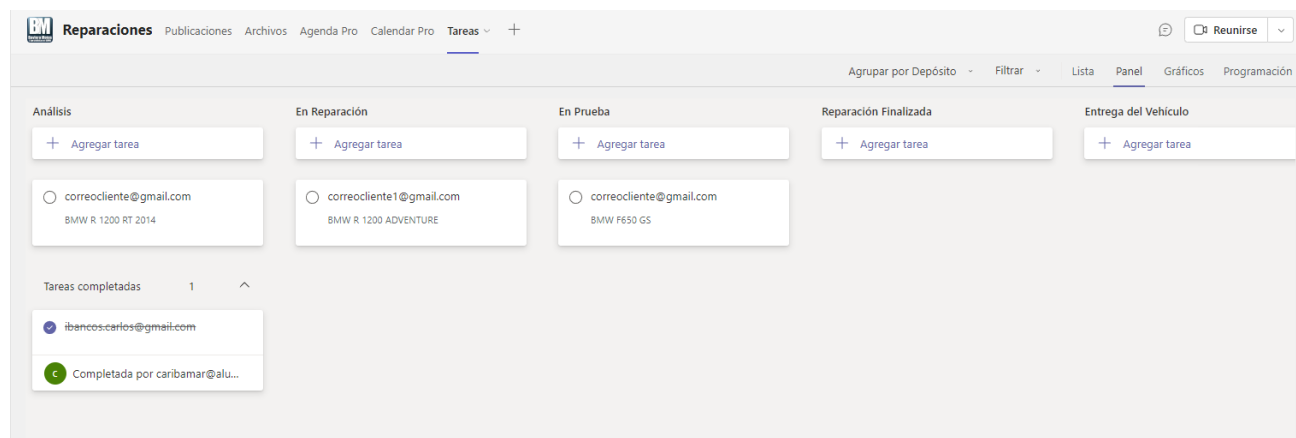 BM
Reparaciones Publicaciones Archivos Agenda Pro Calendar Pro Tareas
Reunirse
Agrupar por Depósito Filtrar Lista Panel Gráficos Programación
Análisis
Agregar tarea
correocliente@gmail.com
BMW R 1200 RT 2014
Tareas completadas 1
ibancos.carlos@gmail.com
C Completada por caribamar@alu...
En Reparación
Agregar tarea
correocliente1@gmail.com
BMW R 1200 ADVENTURE
En Prueba
Agregar tarea
correocliente@gmail.com
BMW F650 GS
Reparación Finalizada
Agregar tarea
Entrega del Vehículo
Agregar tarea